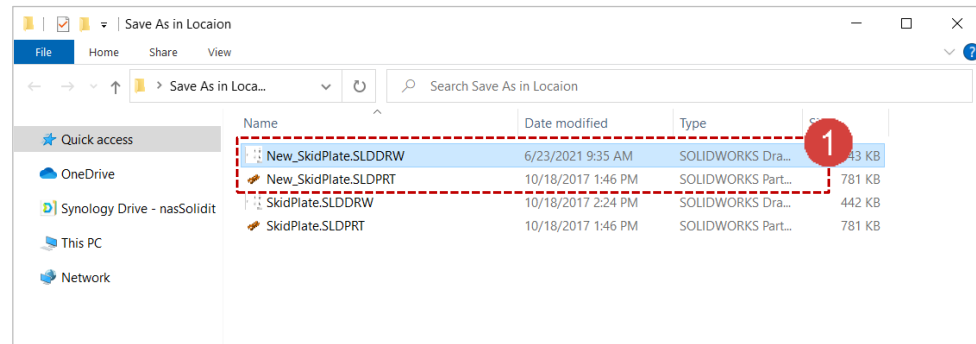 Save As in Locaion
File Home Share View
Save As in Loca... Search Save As in Locaion
Name Date modified Type
Quick access
New_SkidPlate.SLDDRW 6/23/2021 9:35 AM SOLIDWORKS Dra... 43 KB
1
OneDrive
New_SkidPlate.SLDPRT 10/18/2017 1:46 PM SOLIDWORKS Part... 781 KB
Synology Drive - nasSolidit
SkidPlate.SLDDRW 10/18/2017 2:24 PM SOLIDWORKS Dra... 442 KB
This PC
SkidPlate.SLDPRT 10/18/2017 1:46 PM SOLIDWORKS Part... 781 KB
Network